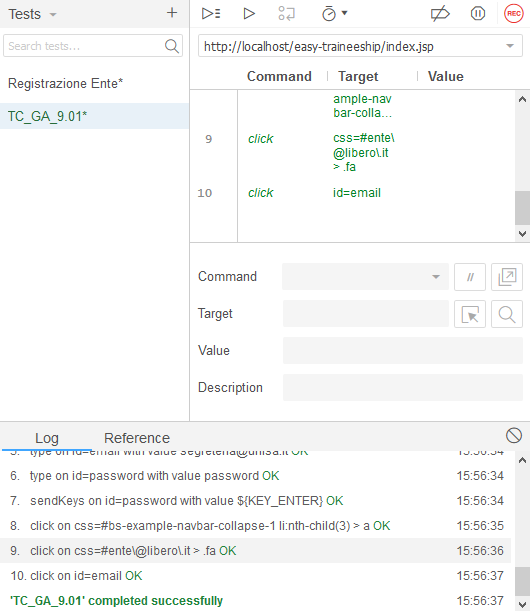 Tests
+
REC
Search tests...
http://localhost/easy-traineeship/index.jsp
Registrazione Ente*
TC_GA_9.01*
Command Target Value
ample-nav
bar-colla...
9 click css=#ente\
@libero\.it
> .fa
10 click id=email
Command
//
Target
Value
Description
Log Reference
5. type on id=email with value segreteria@unisa.it OK 15:56:34
6. type on id=password with value password OK 15:56:34
7. sendKeys on id=password with value ${KEY_ENTER} OK 15:56:34
8. click on css=#bs-example-navbar-collapse-1 li:nth-child(3) > a OK 15:56:35
9. click on css=#ente\@libero\.it > .fa OK 15:56:36
10. click on id=email OK 15:56:37
'TC_GA_9.01' completed successfully 15:56:37